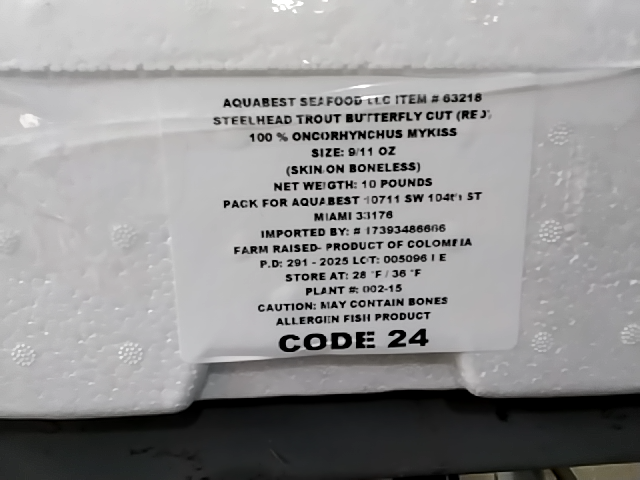 AQUABEST SEAFOOD LLC ITEM # 63218
STEELHEAD TROUT BUTTERFLY CUT (RED)
100 % ONCORHYNCHUS MYKISS
SIZE: 9/11 OZ
(SKIN ON BONELESS)
NET WEIGTH: 10 POUNDS
PACK FOR AQUABEST 10711 SW 104th ST
MIAMI 33176
IMPORTED BY: # 17393486666
FARM RAISED- PRODUCT OF COLOMBIA
P.D: 291 - 2025 LOT: 005096 E
STORE AT: 28 °F / 36 °F
PLANT #: 002-15
CAUTION: MAY CONTAIN BONES
ALLERGEN FISH PRODUCT
CODE 24